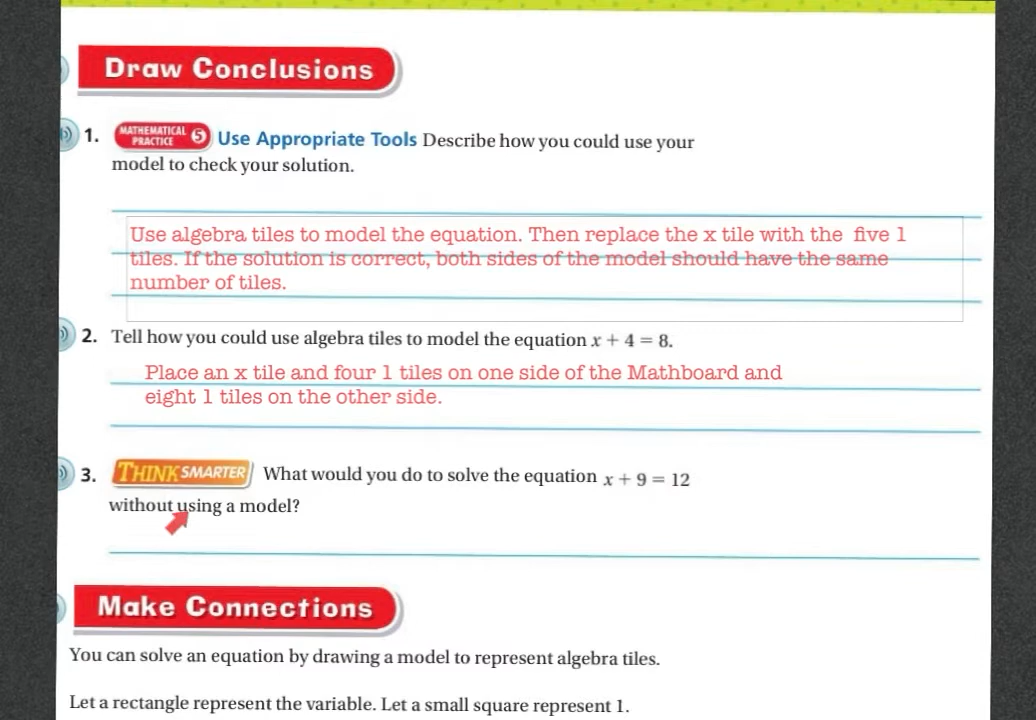 Draw Conclusions
1. MATHEMATICAL PRACTICE 5 Use Appropriate Tools Describe how you could use your
model to check your solution.
Use algebra tiles to model the equation. Then replace the x tile with the five 1
tiles. If the solution is correct, both sides of the model should have the same
number of tiles.
2. Tell how you could use algebra tiles to model the equation x + 4 = 8.
Place an x tile and four 1 tiles on one side of the Mathboard and
eight 1 tiles on the other side.
3. THINK SMARTER What would you do to solve the equation x + 9 = 12
without using a model?
Make Connections
You can solve an equation by drawing a model to represent algebra tiles.
Let a rectangle represent the variable. Let a small square represent 1.